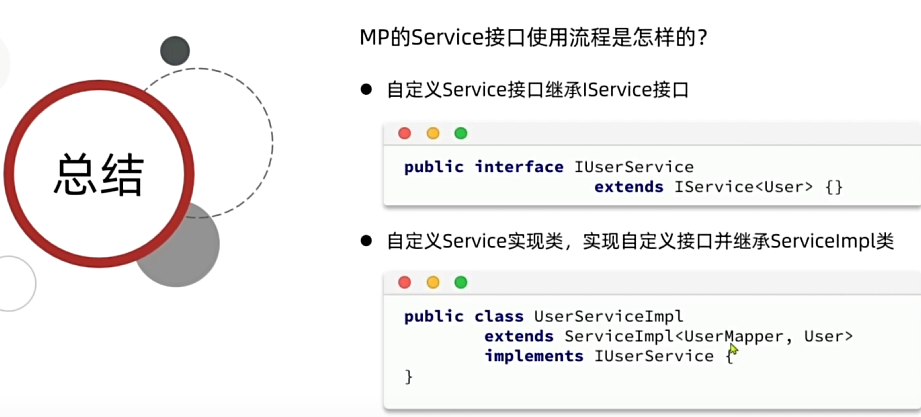 总结
MP的Service接口使用流程是怎样的?
● 自定义Service接口继承IService接口
public interface IUserService
extends IService<User> {}
● 自定义Service实现类，实现自定义接口并继承ServiceImpl类
public class UserServiceImpl
extends ServiceImpl<UserMapper, User>
implements IUserService {
}